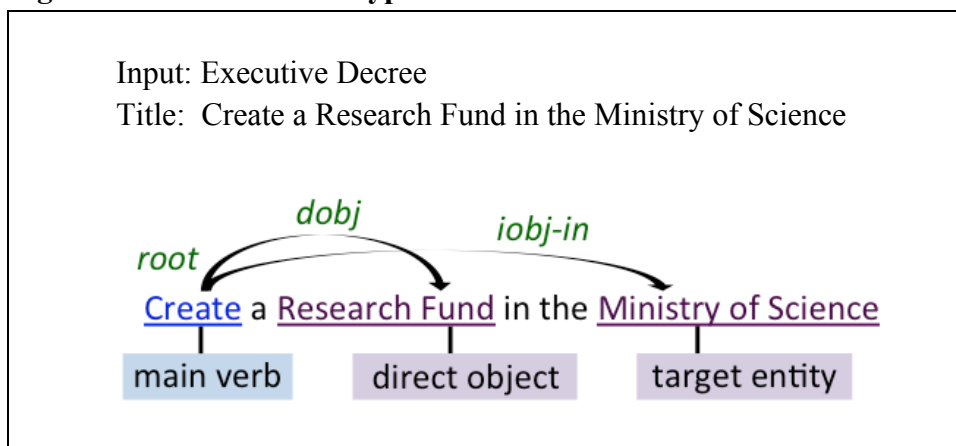 Input: Executive Decree
Title: Create a Research Fund in the Ministry of Science
dobj
iobj-in
root
Create a Research Fund in the Ministry of Science
main verb direct object target entity